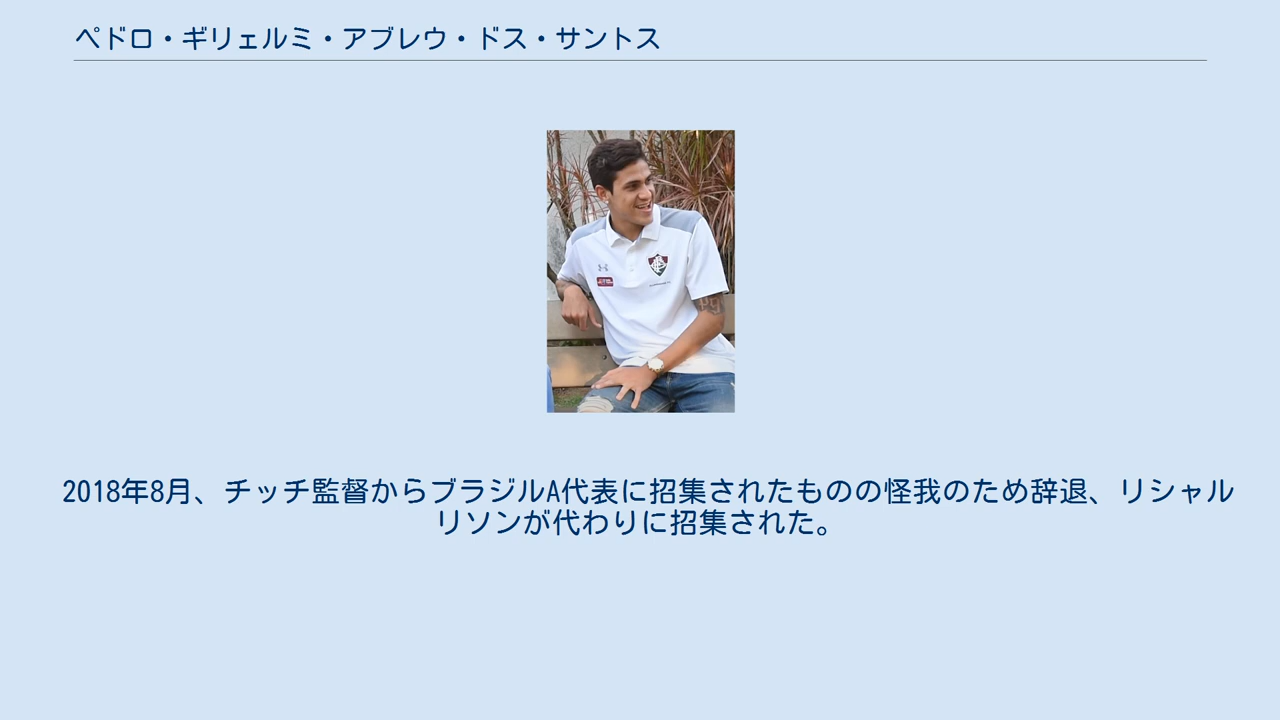 ペドロ・ギリェルミ・アブレウ・ドス・サントス
2018年8月、チッチ監督からブラジルA代表に招集されたものの怪我のため辞退、リシャル
リソンが代わりに招集された。